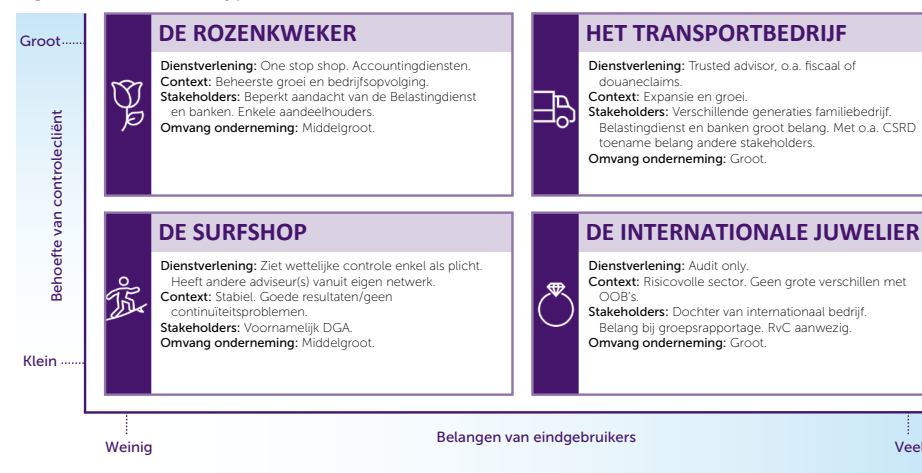 Groot
Behoefte van controlecliënt
Klein
DE ROZENKWEKER
Dienstverlening: One stop shop. Accountingdiensten.
Context: Beheerste groei en bedrijfsopvolging.
Stakeholders: Beperkt aandacht van de Belastingdienst
en banken. Enkele aandeelhouders.
Omvang onderneming: Middelgroot.
HET TRANSPORTBEDRIJF
Dienstverlening: Trusted advisor, o.a. fiscaal of
douaneclaims.
Context: Expansie en groei.
Stakeholders: Verschillende generaties familiebedrijf.
Belastingdienst en banken groot belang. Met o.a. CSRD
toename belang andere stakeholders.
Omvang onderneming: Groot.
DE SURFSHOP
Dienstverlening: Ziet wettelijke controle enkel als plicht.
Heeft andere adviseur(s) vanuit eigen netwerk.
Context: Stabiel. Goede resultaten/geen
continuïteitsproblemen.
Stakeholders: Voornamelijk DGA.
Omvang onderneming: Middelgroot.
DE INTERNATIONALE JUWELIER
Dienstverlening: Audit only.
Context: Risicovolle sector. Geen grote verschillen met
OOB's.
Stakeholders: Dochter van internationaal bedrijf.
Belang bij groepsrapportage. RvC aanwezig.
Omvang onderneming: Groot.
Weinig
Belangen van eindgebruikers
Veel